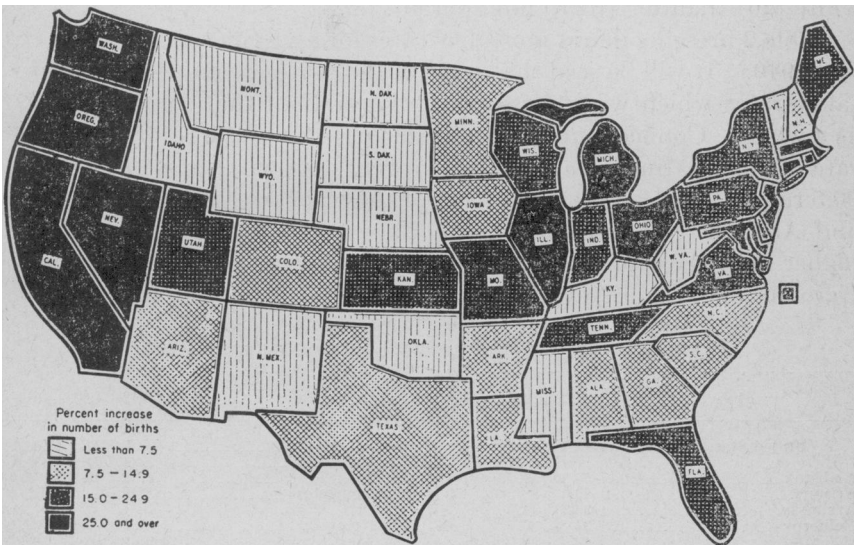 WASH.
OREG.
CAL.
NEV.
IDAHO
MONT.
WYO.
UTAH
COLO.
ARIZ.
N. MEX.
N. DAK.
S. DAK.
NEBR.
KAN
OKLA.
TEXAS
MINN.
IOWA
MO.
ARK.
LA.
WIS.
ILL.
MICH.
IND.
OHIO
KY.
TENN.
MISS.
ALA.
GA.
FLA.
S.C.
N.C.
VA.
W. VA.
PA.
N.Y.
VT.
N.H.
ME.
Percent increase
in number of births
Less than 7.5
7.5 – 14.9
15.0 – 24.9
25.0 and over